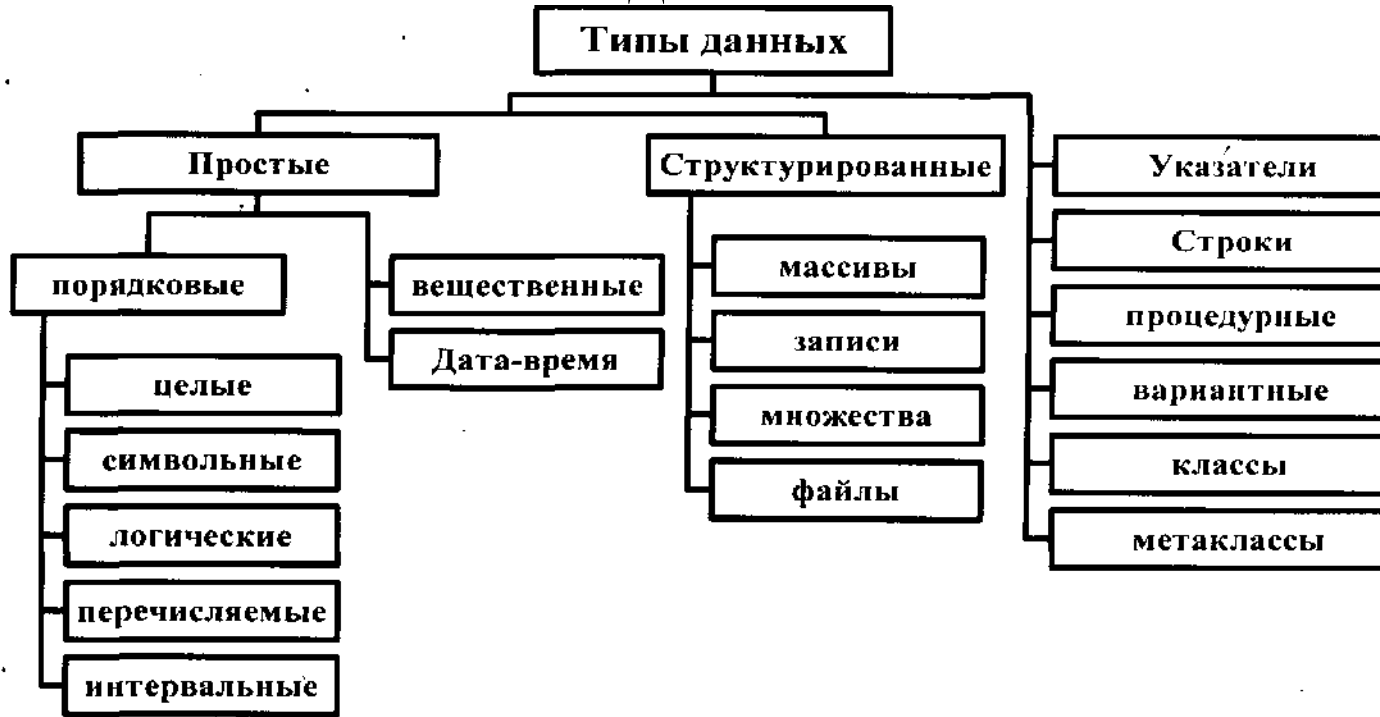 Типы данных
Простые
Структурированные
Указатели
Строки
процедурные
вариантные
классы
метаклассы
порядковые
вещественные
Дата-время
массивы
записи
множества
файлы
целые
символьные
логические
перечисляемые
интервальные